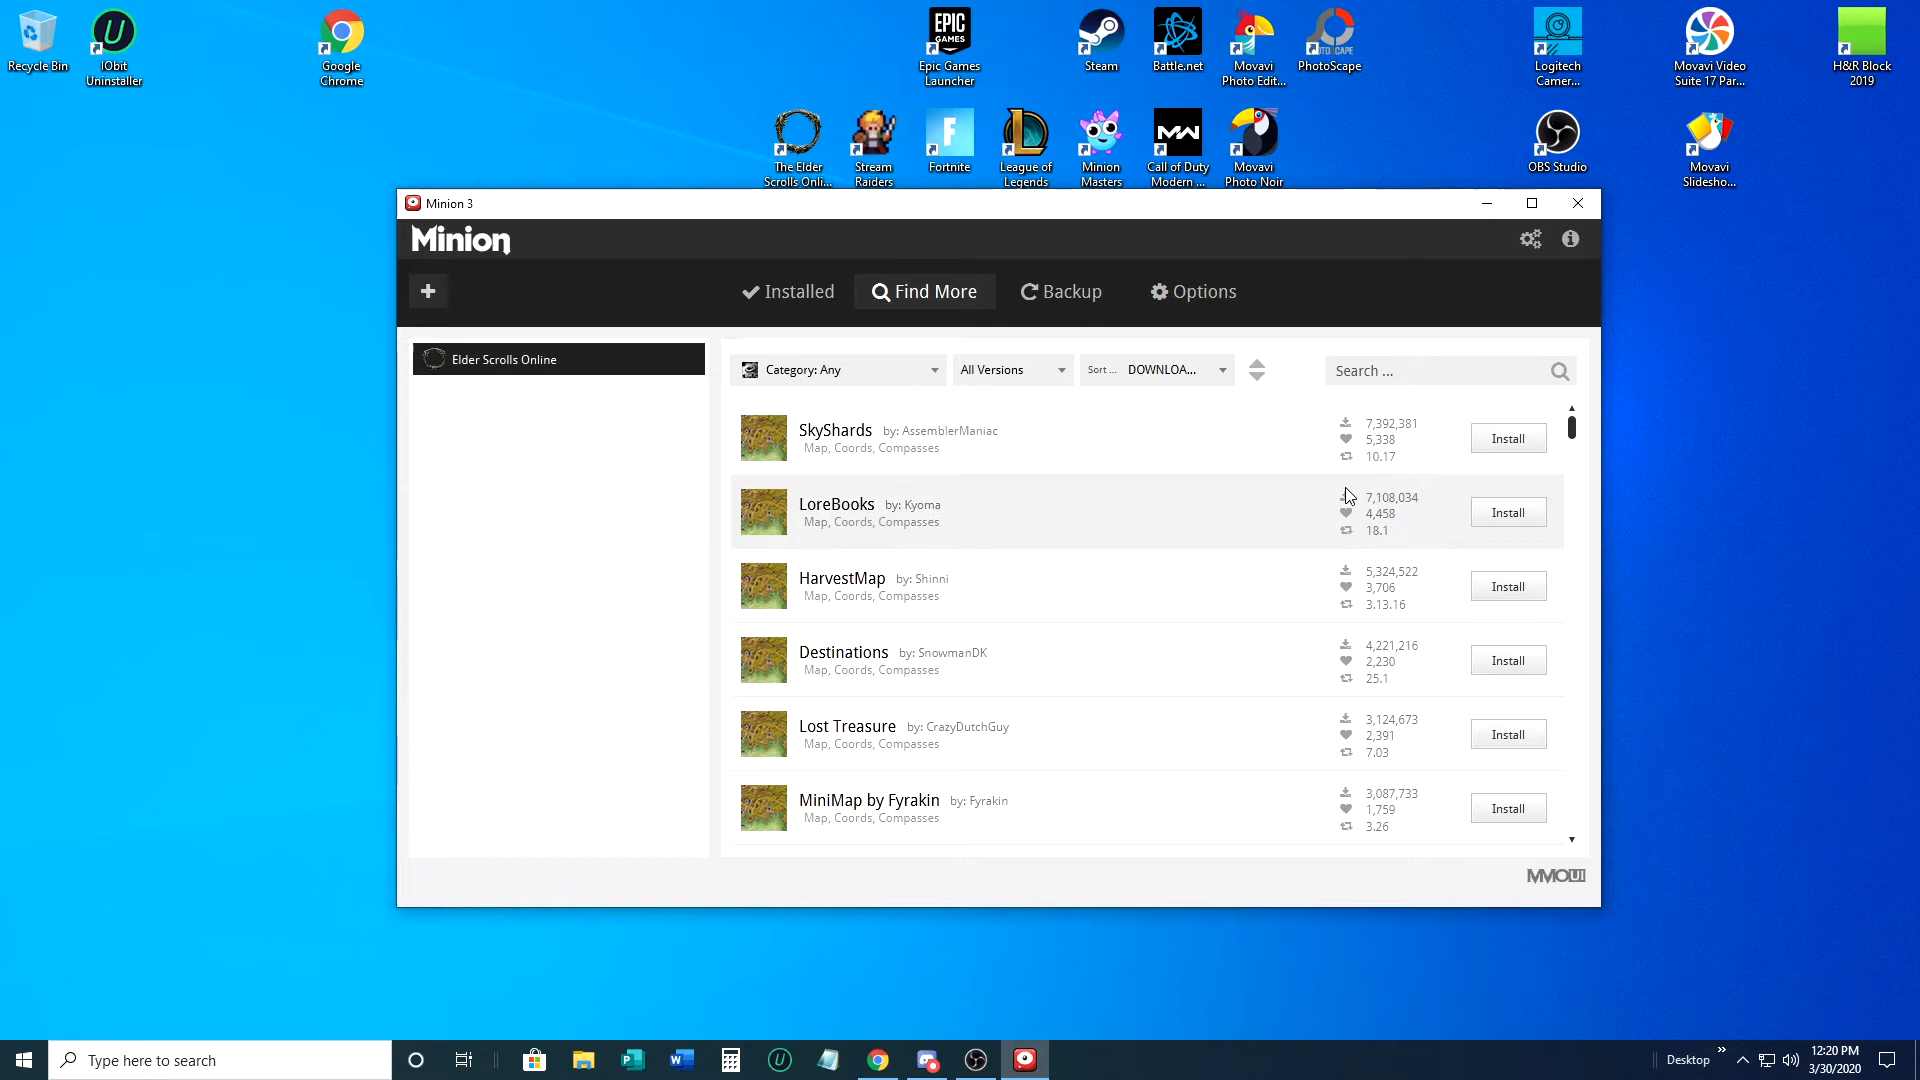 Recycle Bin
IObit
Uninstaller
Google
Chrome
EPIC
GAMES
Epic Games
Launcher
Steam
Battle.net
Movavi
Photo Edit...
PhotoScape
Logitech
Camer...
Movavi Video
Suite 17 Par...
H&R Block
2019
The Elder
Scrolls Onli...
Stream
Raiders
Fortnite
League of
Legends
Minion
Masters
MW
Call of Duty
Modern ...
Movavi
Photo Noir
OBS Studio
Movavi
Slidesho...
Minion 3
Minion
Installed
Find More
Backup
Options
Elder Scrolls Online
Category: Any
All Versions
Sort ... DOWNLOA...
Search ...
SkyShards by: AssemblerManiac
Map, Coords, Compasses
7,392,381
5,338
10.17
Install
LoreBooks by: Kyoma
Map, Coords, Compasses
7,108,034
4,458
18.1
Install
HarvestMap by: Shinni
Map, Coords, Compasses
5,324,522
3,706
3.13.16
Install
Destinations by: SnowmanDK
Map, Coords, Compasses
4,221,216
2,230
25.1
Install
Lost Treasure by: CrazyDutchGuy
Map, Coords, Compasses
3,124,673
2,391
7.03
Install
MiniMap by Fyrakin by: Fyrakin
Map, Coords, Compasses
3,087,733
1,759
3.26
Install
MMOUI
Type here to search
Desktop
12:20 PM
3/30/2020